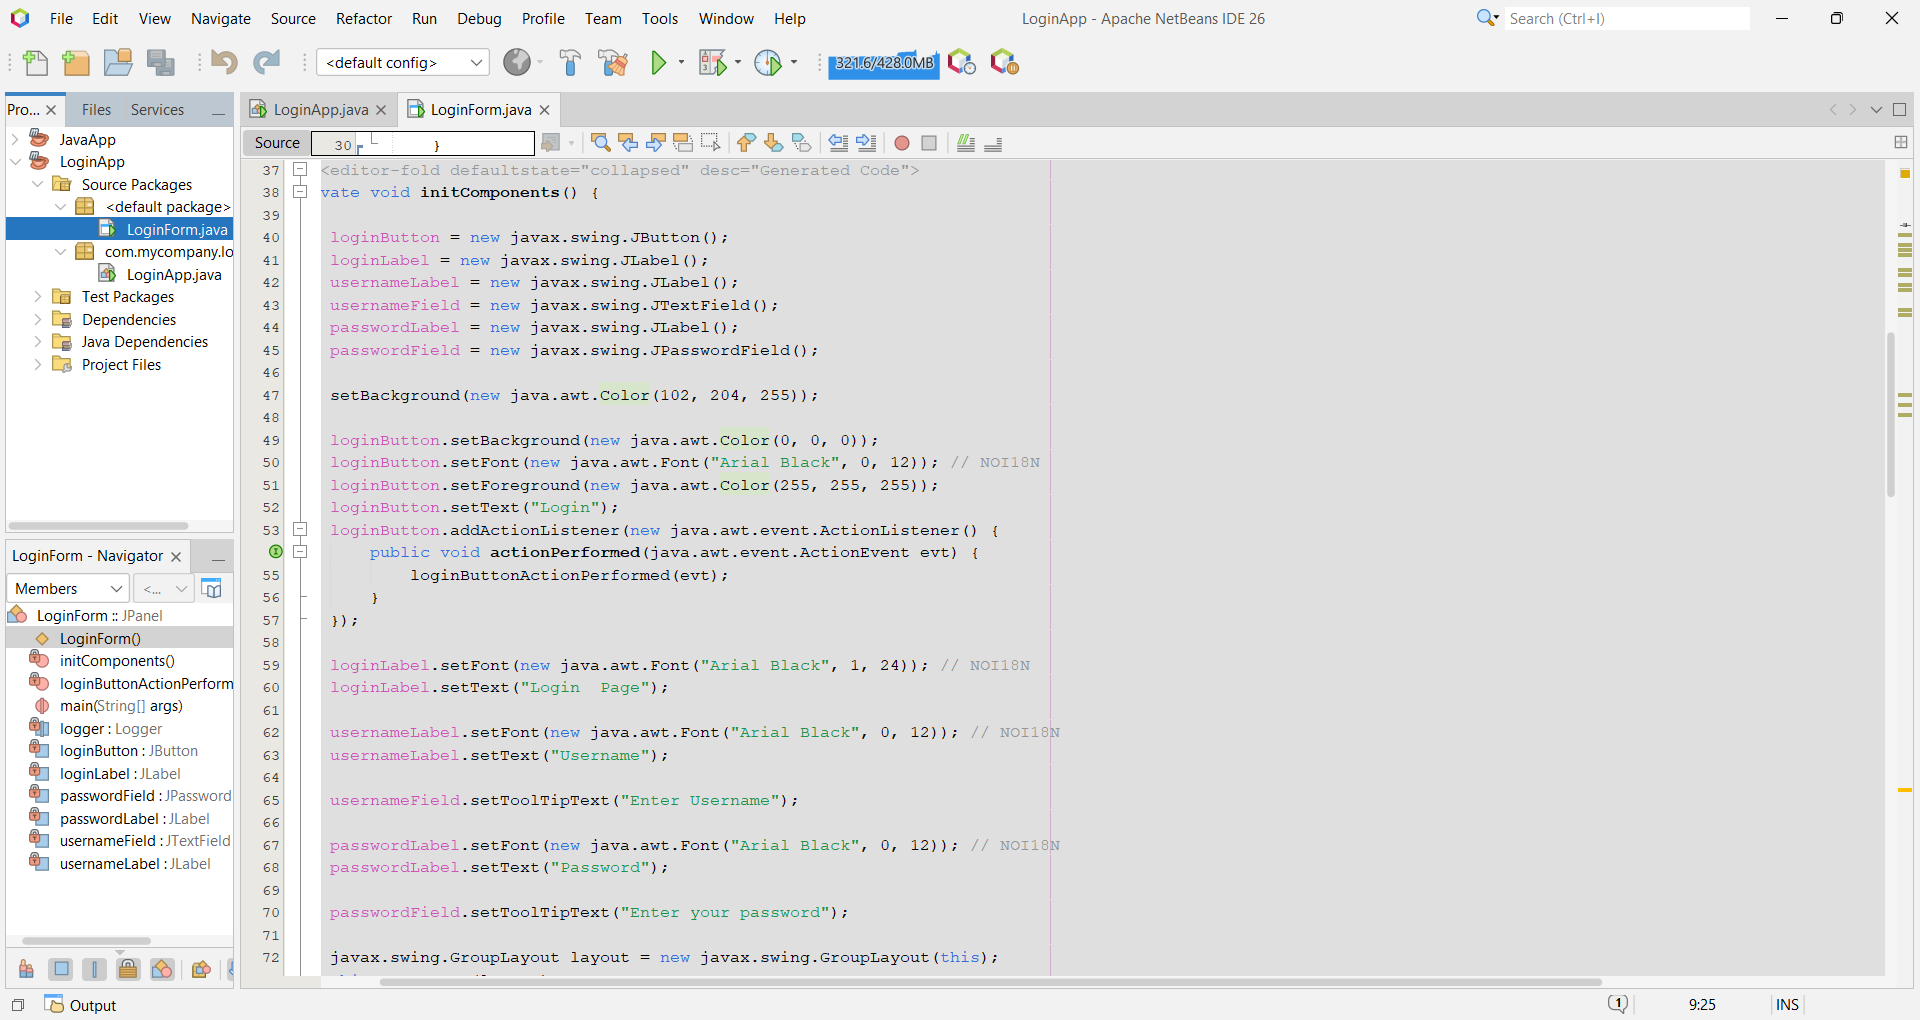 File Edit View Navigate Source Refactor Run Debug Profile Team Tools Window Help
LoginApp - Apache NetBeans IDE 26
Search (Ctrl+I)
<default config>
321.6/428.0MB
Pro... Files Services
LoginApp.java LoginForm.java
JavaApp
LoginApp
Source Packages
<default package>
LoginForm.java
com.mycompany.lo
LoginApp.java
Test Packages
Dependencies
Java Dependencies
Project Files
LoginForm - Navigator
Members <...
LoginForm :: JPanel
LoginForm()
initComponents()
loginButtonActionPerform
main(String[] args)
logger : Logger
loginButton : JButton
loginLabel : JLabel
passwordField : JPassword
passwordLabel : JLabel
usernameField : JTextField
usernameLabel : JLabel
Source 30 }
37 <editor-fold defaultstate="collapsed" desc="Generated Code">
38 vate void initComponents() {
39
40 loginButton = new javax.swing.JButton();
41 loginLabel = new javax.swing.JLabel();
42 usernameLabel = new javax.swing.JLabel();
43 usernameField = new javax.swing.JTextField();
44 passwordLabel = new javax.swing.JLabel();
45 passwordField = new javax.swing.JPasswordField();
46
47 setBackground(new java.awt.Color(102, 204, 255));
48
49 loginButton.setBackground(new java.awt.Color(0, 0, 0));
50 loginButton.setFont(new java.awt.Font("Arial Black", 0, 12)); // NOI18N
51 loginButton.setForeground(new java.awt.Color(255, 255, 255));
52 loginButton.setText("Login");
53 loginButton.addActionListener(new java.awt.event.ActionListener() {
public void actionPerformed(java.awt.event.ActionEvent evt) {
55 loginButtonActionPerformed(evt);
56 }
57 });
58
59 loginLabel.setFont(new java.awt.Font("Arial Black", 1, 24)); // NOI18N
60 loginLabel.setText("Login  Page");
61
62 usernameLabel.setFont(new java.awt.Font("Arial Black", 0, 12)); // NOI18N
63 usernameLabel.setText("Username");
64
65 usernameField.setToolTipText("Enter Username");
66
67 passwordLabel.setFont(new java.awt.Font("Arial Black", 0, 12)); // NOI18N
68 passwordLabel.setText("Password");
69
70 passwordField.setToolTipText("Enter your password");
71
72 javax.swing.GroupLayout layout = new javax.swing.GroupLayout(this);
Output
1 9:25 INS